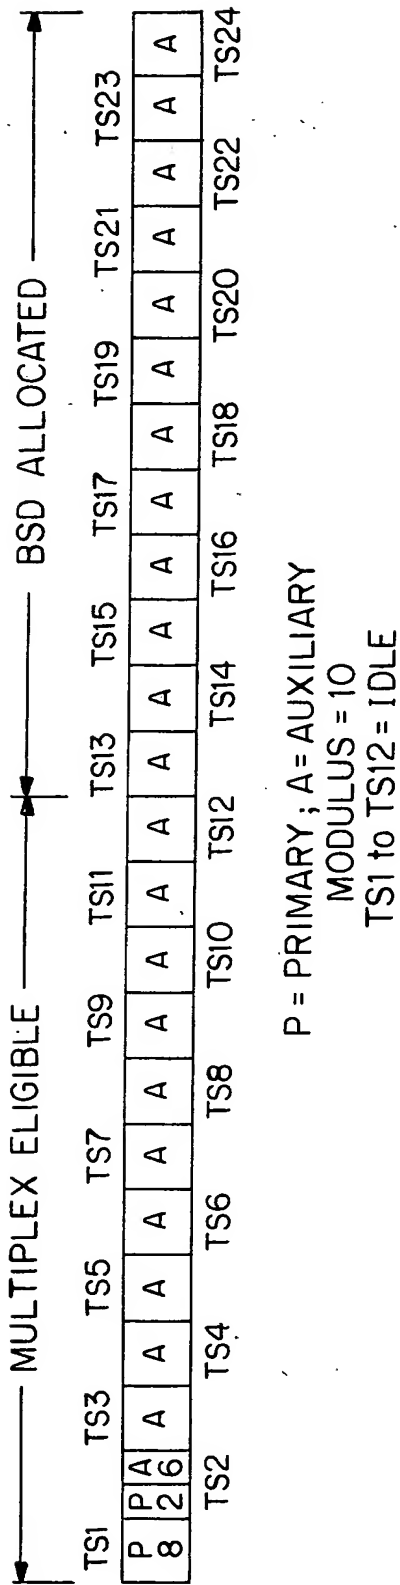 MULTIPLEX ELIGIBLE BSD ALLOCATED
TS1 TS3 TS5 TS7 TS9 TS11 TS13 TS15 TS17 TS19 TS21 TS23
P P A A A A A A A A A A A A A A A A A A A A A A A
8 2 6
TS2 TS4 TS6 TS8 TS10 TS12 TS14 TS16 TS18 TS20 TS22 TS24
P = PRIMARY ; A = AUXILIARY
MODULUS = 10
TS1 to TS12 = IDLE